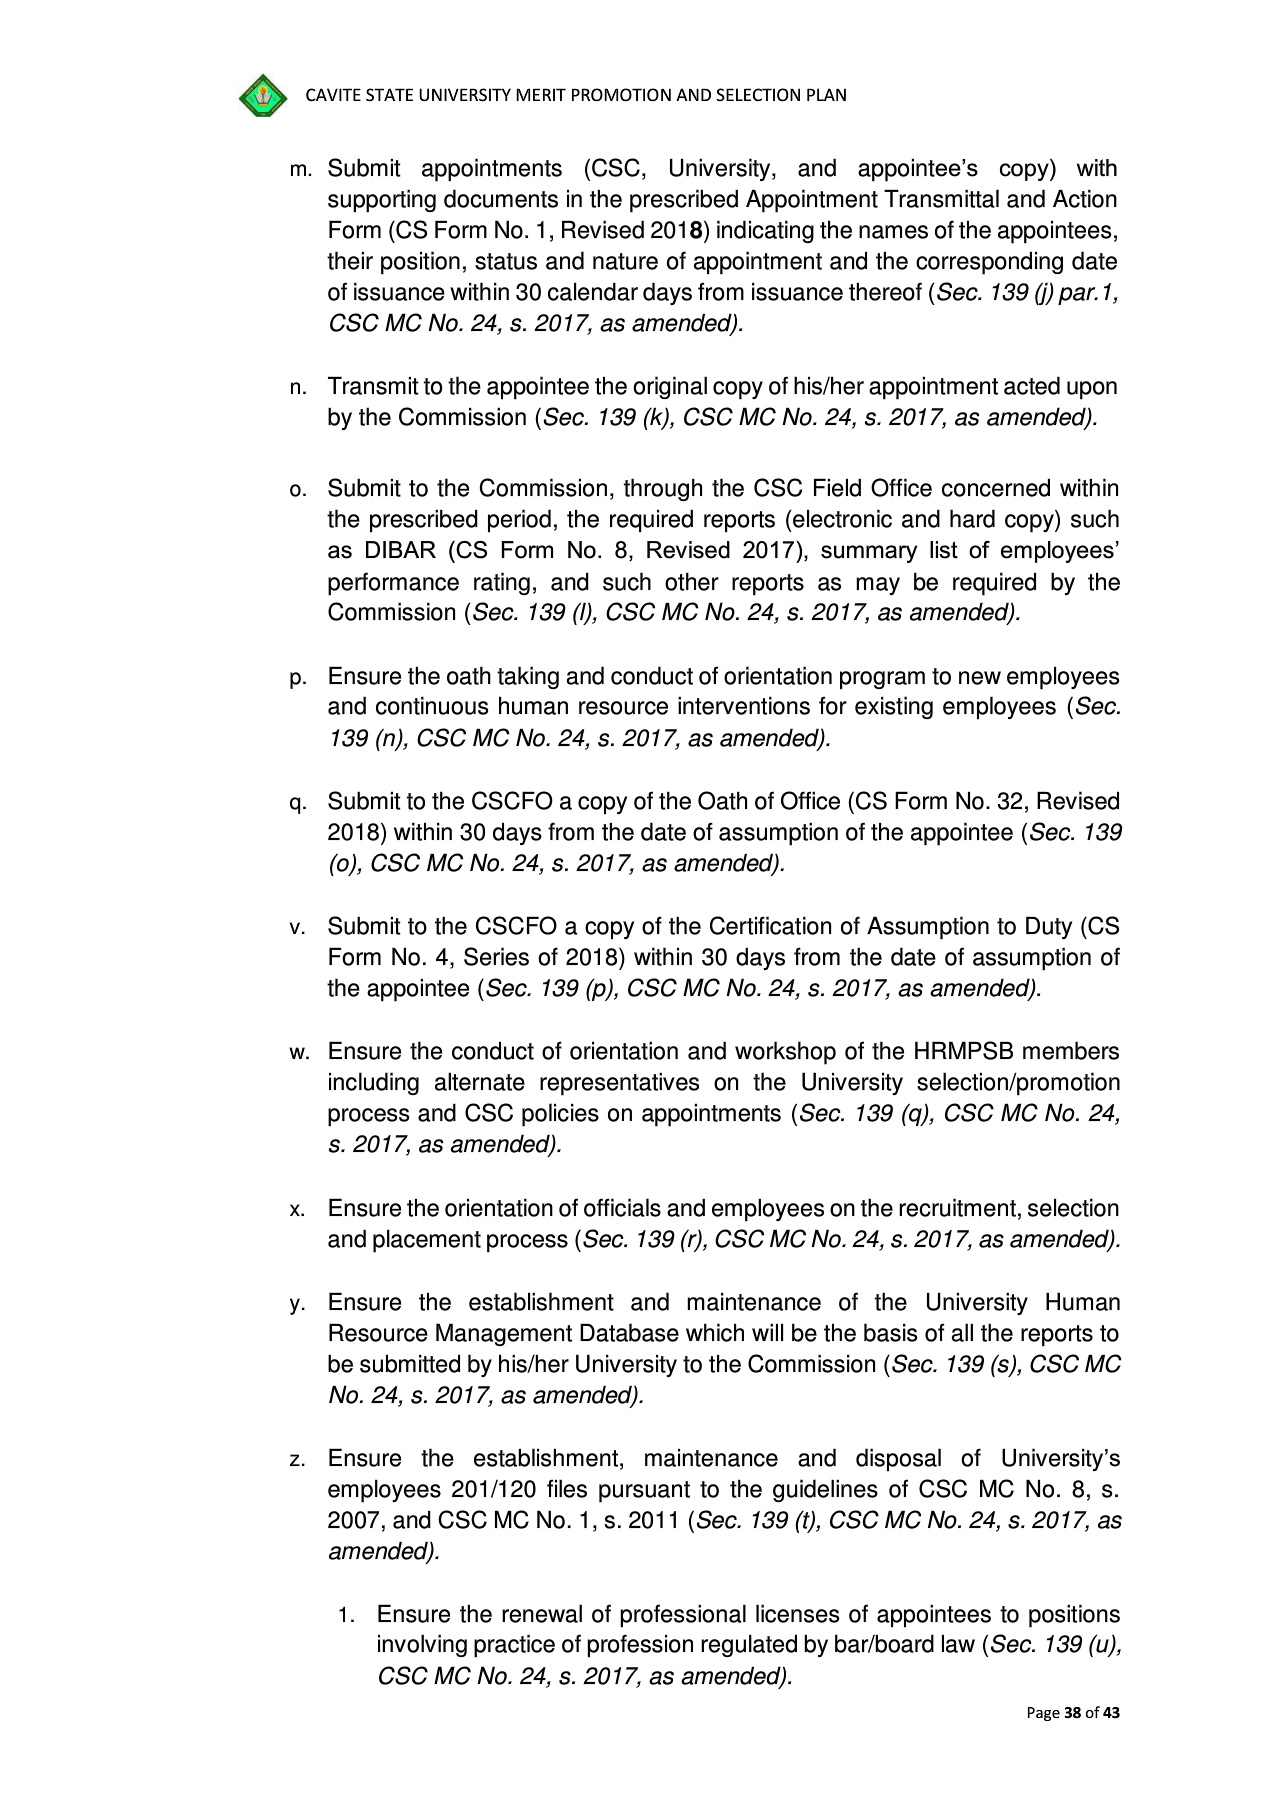 CAVITE STATE UNIVERSITY MERIT PROMOTION AND SELECTION PLAN
m. Submit appointments (CSC, University, and appointee’s copy) with
supporting documents in the prescribed Appointment Transmittal and Action
Form (CS Form No. 1, Revised 2018) indicating the names of the appointees,
their position, status and nature of appointment and the corresponding date
of issuance within 30 calendar days from issuance thereof (Sec. 139 (j) par.1,
CSC MC No. 24, s. 2017, as amended).
n. Transmit to the appointee the original copy of his/her appointment acted upon
by the Commission (Sec. 139 (k), CSC MC No. 24, s. 2017, as amended).
o. Submit to the Commission, through the CSC Field Office concerned within
the prescribed period, the required reports (electronic and hard copy) such
as DIBAR (CS Form No. 8, Revised 2017), summary list of employees’
performance rating, and such other reports as may be required by the
Commission (Sec. 139 (l), CSC MC No. 24, s. 2017, as amended).
p. Ensure the oath taking and conduct of orientation program to new employees
and continuous human resource interventions for existing employees (Sec.
139 (n), CSC MC No. 24, s. 2017, as amended).
q. Submit to the CSCFO a copy of the Oath of Office (CS Form No. 32, Revised
2018) within 30 days from the date of assumption of the appointee (Sec. 139
(o), CSC MC No. 24, s. 2017, as amended).
v. Submit to the CSCFO a copy of the Certification of Assumption to Duty (CS
Form No. 4, Series of 2018) within 30 days from the date of assumption of
the appointee (Sec. 139 (p), CSC MC No. 24, s. 2017, as amended).
w. Ensure the conduct of orientation and workshop of the HRMPSB members
including alternate representatives on the University selection/promotion
process and CSC policies on appointments (Sec. 139 (q), CSC MC No. 24,
s. 2017, as amended).
x. Ensure the orientation of officials and employees on the recruitment, selection
and placement process (Sec. 139 (r), CSC MC No. 24, s. 2017, as amended).
y. Ensure the establishment and maintenance of the University Human
Resource Management Database which will be the basis of all the reports to
be submitted by his/her University to the Commission (Sec. 139 (s), CSC MC
No. 24, s. 2017, as amended).
z. Ensure the establishment, maintenance and disposal of University’s
employees 201/120 files pursuant to the guidelines of CSC MC No. 8, s.
2007, and CSC MC No. 1, s. 2011 (Sec. 139 (t), CSC MC No. 24, s. 2017, as
amended).
1. Ensure the renewal of professional licenses of appointees to positions
involving practice of profession regulated by bar/board law (Sec. 139 (u),
CSC MC No. 24, s. 2017, as amended).
Page 38 of 43